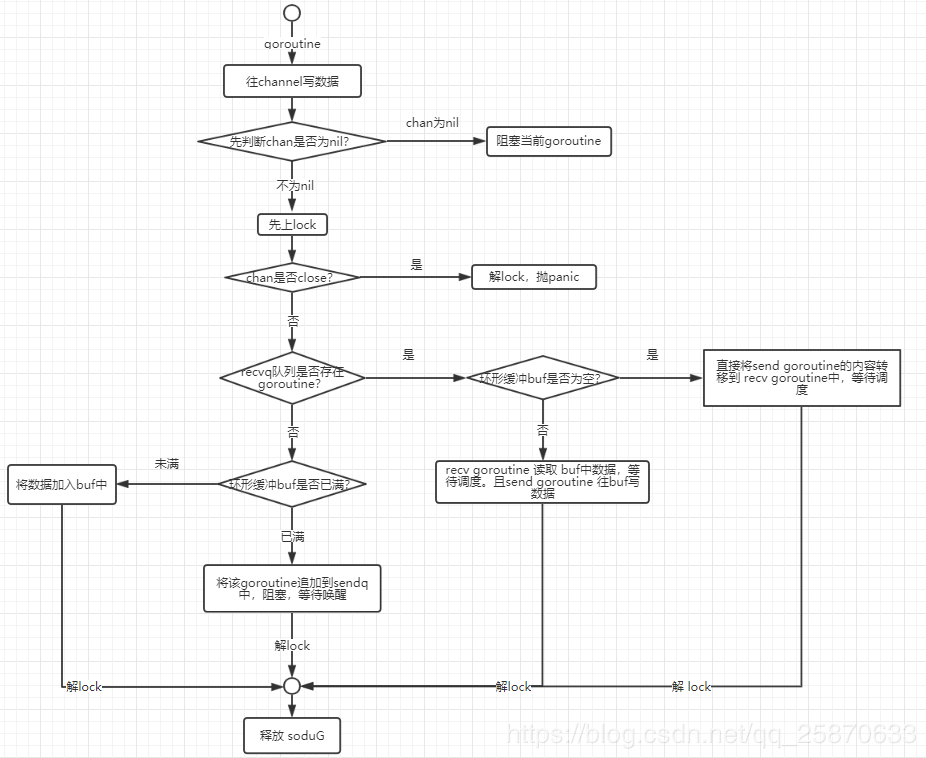 goroutine
往channel写数据
先判断chan是否为nil?
chan为nil
阻塞当前goroutine
不为nil
先上lock
chan是否close?
是
解lock，抛panic
否
recvq队列是否存在
goroutine?
是
环形缓冲buf是否为空?
是
直接将send goroutine的内容转
移到 recv goroutine中，等待调
度
否
否
recv goroutine 读取 buf中数据，等
待调度。且send goroutine 往buf写
数据
环形缓冲buf是否已满?
未满
将数据加入buf中
已满
将该goroutine追加到sendq
中，阻塞，等待唤醒
解lock
解lock
解lock
解 lock
释放 soduG
https://blog.csdn.net/qq_25870633